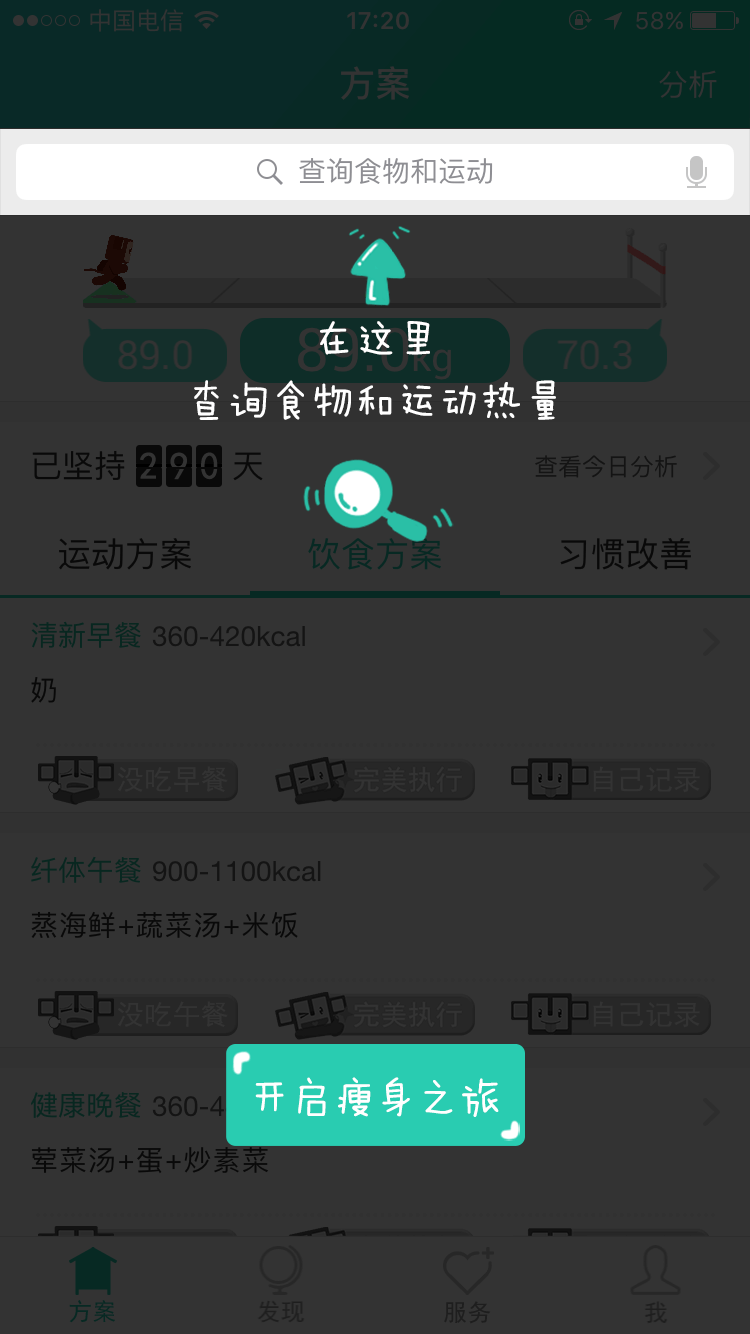 中国电信 17:20 58%
方案 分析
查询食物和运动
在这里
89.0 89.0kg 70.3
查询食物和运动热量
已坚持 290 天 查看今日分析
运动方案 饮食方案 习惯改善
清新早餐 360-420kcal
奶
没吃早餐 完美执行 自己记录
纤体午餐 900-1100kcal
蒸海鲜+蔬菜汤+米饭
没吃午餐 完美执行 自己记录
开启瘦身之旅
健康晚餐 360-4
荤菜汤+蛋+炒素菜
方案 发现 服务 我